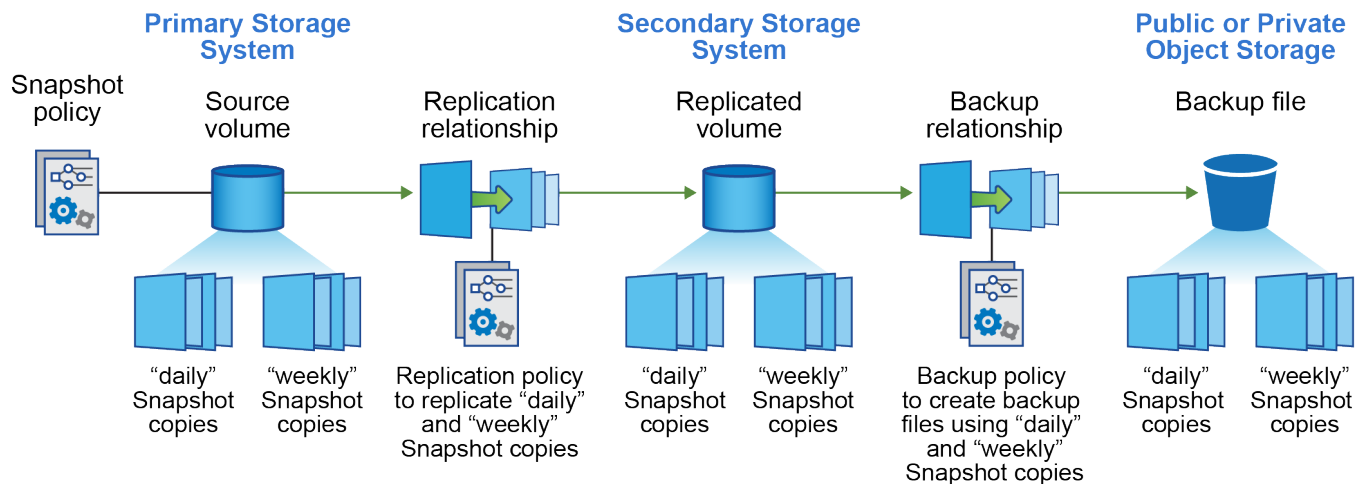 Primary Storage
System
Secondary Storage
System
Public or Private
Object Storage
Snapshot
policy
Source
volume
Replication
relationship
Replicated
volume
Backup
relationship
Backup file
“daily”
Snapshot
copies
“weekly”
Snapshot
copies
Replication policy
to replicate “daily”
and “weekly”
Snapshot copies
“daily”
Snapshot
copies
“weekly”
Snapshot
copies
Backup policy
to create backup
files using “daily”
and “weekly”
Snapshot copies
“daily”
Snapshot
copies
“weekly”
Snapshot
copies